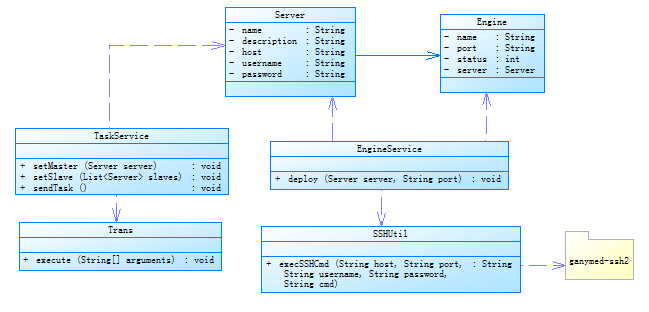 Server
- name : String
- description : String
- host : String
- username : String
- password : String
Engine
- name : String
- port : String
- status : int
- server : Server
TaskService
+ setMaster (Server server) : void
+ setSlave (List<Server> slaves) : void
+ sendTask () : void
EngineService
+ deploy (Server server, String port) : void
Trans
+ execute (String[] arguments) : void
SSHUtil
+ execSSHCmd (String host, String port, : String
String username, String password,
String cmd)
ganymed-ssh2